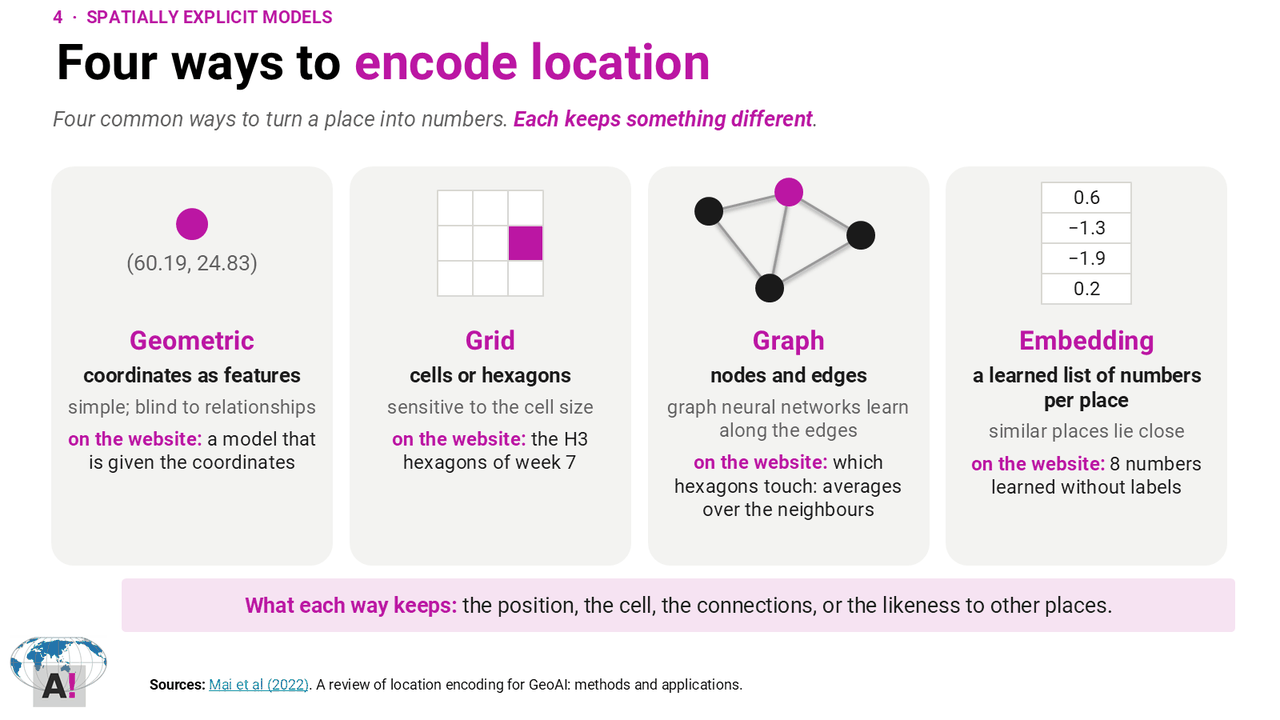 4 · SPATIALLY EXPLICIT MODELS
Four ways to encode location
Four common ways to turn a place into numbers. Each keeps something different.
(60.19, 24.83)
Geometric
coordinates as features
simple; blind to relationships
on the website: a model that
is given the coordinates
Grid
cells or hexagons
sensitive to the cell size
on the website: the H3
hexagons of week 7
Graph
nodes and edges
graph neural networks learn
along the edges
on the website: which
hexagons touch: averages
over the neighbours
0.6
−1.3
−1.9
0.2
Embedding
a learned list of numbers
per place
similar places lie close
on the website: 8 numbers
learned without labels
What each way keeps: the position, the cell, the connections, or the likeness to other places.
A!
Sources: Mai et al (2022). A review of location encoding for GeoAI: methods and applications.